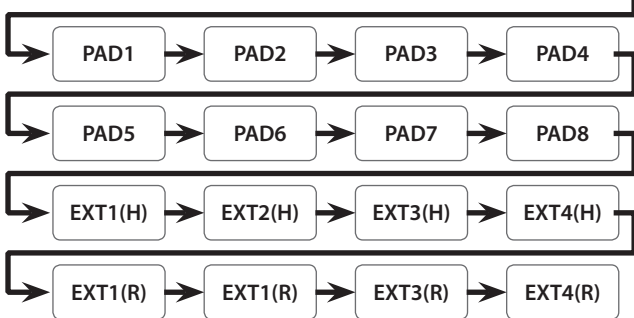 PAD1 PAD2 PAD3 PAD4
PAD5 PAD6 PAD7 PAD8
EXT1(H) EXT2(H) EXT3(H) EXT4(H)
EXT1(R) EXT1(R) EXT3(R) EXT4(R)